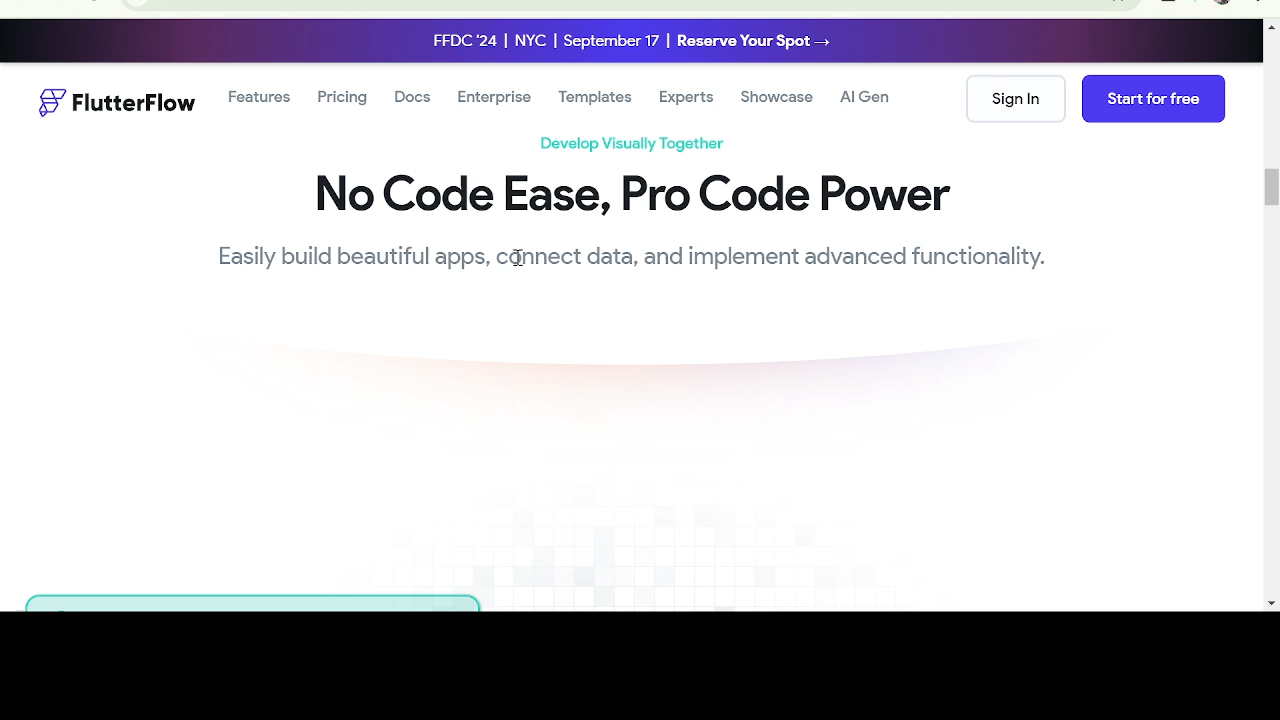 FFDC '24 | NYC | September 17 | Reserve Your Spot →
FlutterFlow Features Pricing Docs Enterprise Templates Experts Showcase AI Gen Sign In Start for free
Develop Visually Together
No Code Ease, Pro Code Power
Easily build beautiful apps, connect data, and implement advanced functionality.